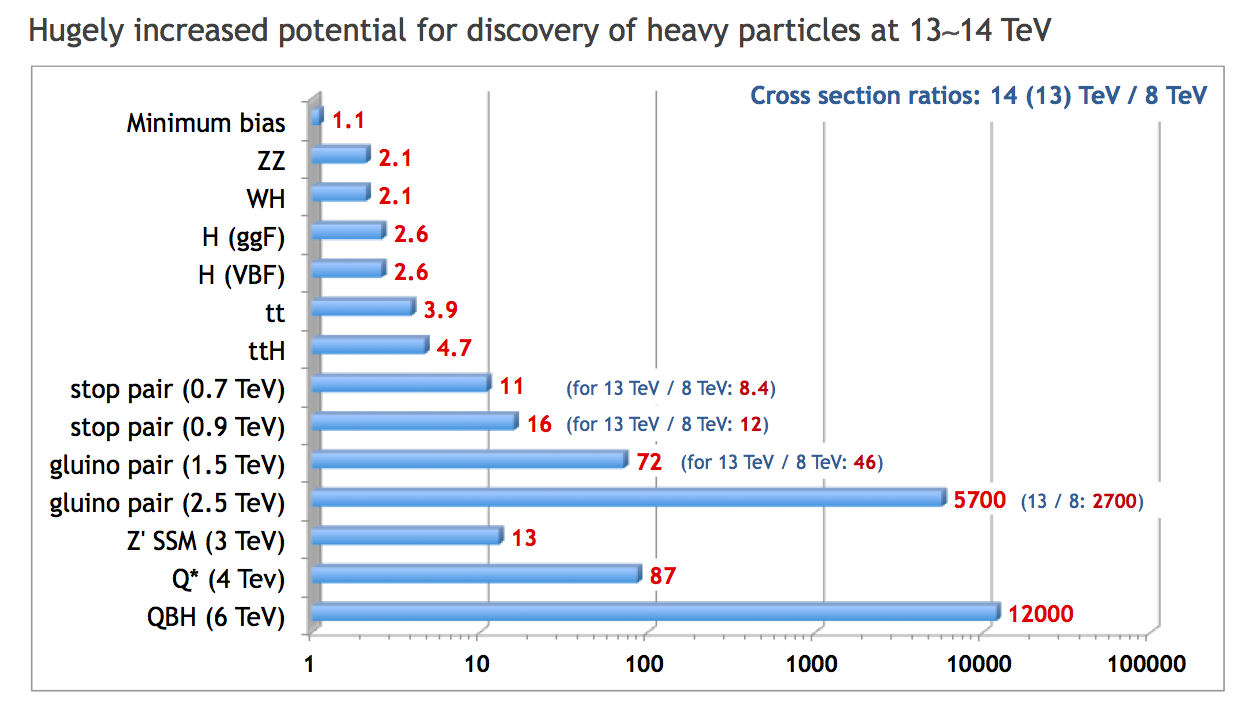 Hugely increased potential for discovery of heavy particles at 13~14 TeV
Cross section ratios: 14 (13) TeV / 8 TeV
Minimum bias 1.1
ZZ 2.1
WH 2.1
H (ggF) 2.6
H (VBF) 2.6
tt 3.9
ttH 4.7
stop pair (0.7 TeV) 11 (for 13 TeV / 8 TeV: 8.4)
stop pair (0.9 TeV) 16 (for 13 TeV / 8 TeV: 12)
gluino pair (1.5 TeV) 72 (for 13 TeV / 8 TeV: 46)
gluino pair (2.5 TeV) 5700 (13 / 8: 2700)
Z' SSM (3 TeV) 13
Q* (4 Tev) 87
QBH (6 TeV) 12000
1 10 100 1000 10000 100000